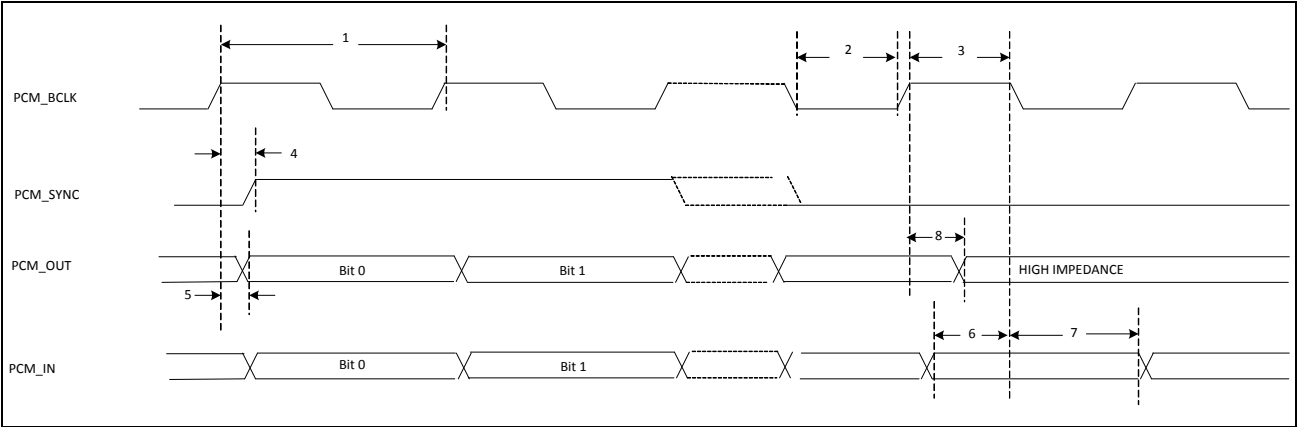 1
2
3
PCM_BCLK
4
PCM_SYNC
8
PCM_OUT
Bit 0
Bit 1
HIGH IMPEDANCE
5
6
7
PCM_IN
Bit 0
Bit 1